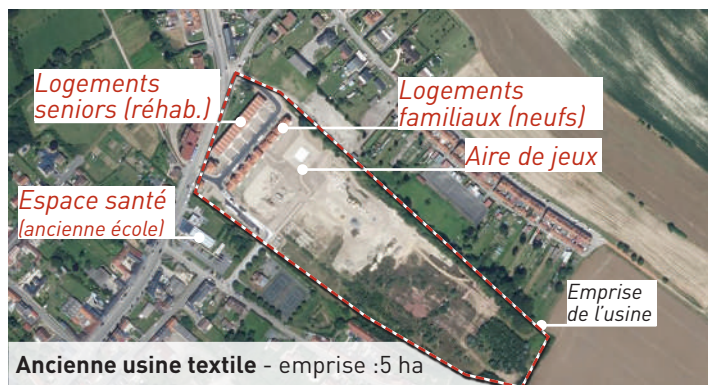 Logements
seniors (réhab.)
Logements
familiaux (neufs)
Aire de jeux
Espace santé
(ancienne école)
Emprise
de l'usine
Ancienne usine textile - emprise :5 ha